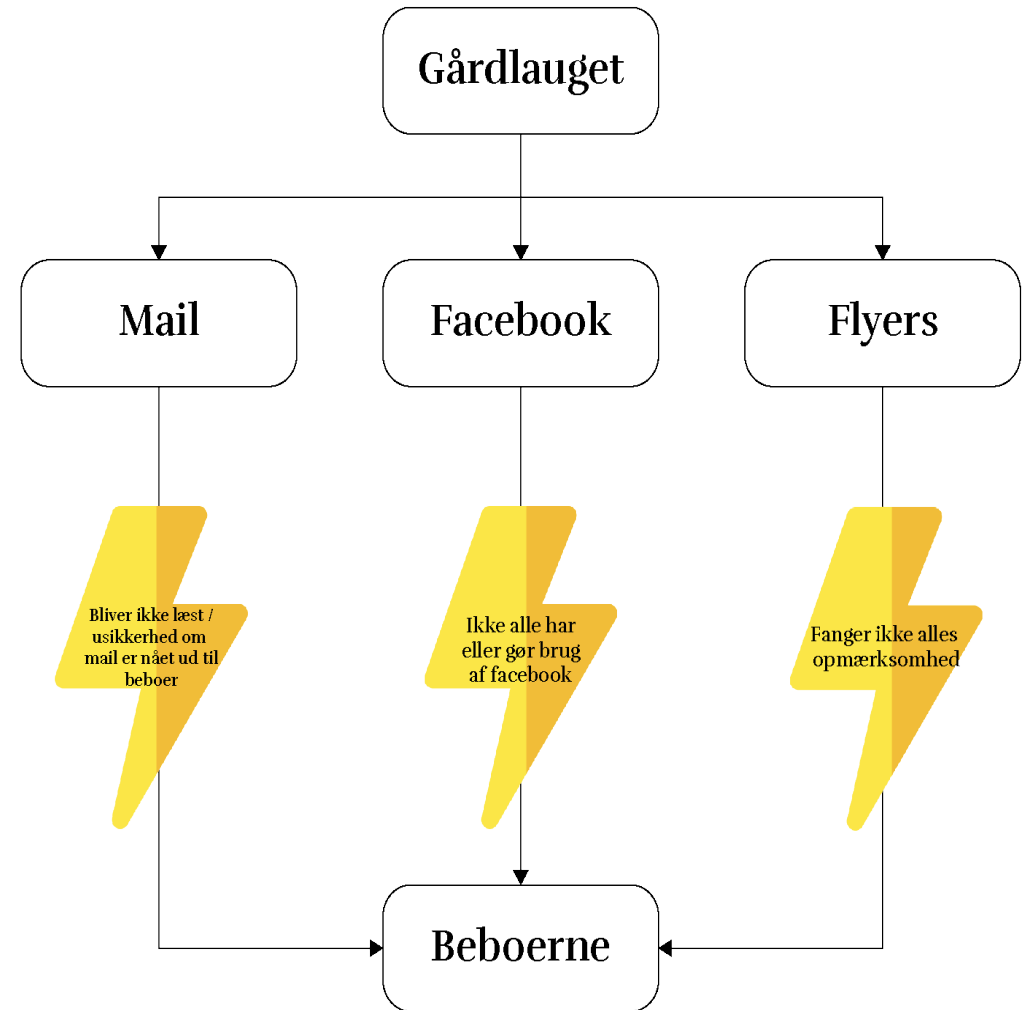 Gårdlauget
Mail
Facebook
Flyers
Bliver ikke læst /
usikkerhed om
mail er nået ud til
beboer
Ikke alle har
eller gør brug
af facebook
Fanger ikke alles
opmærksomhed
Beboerne